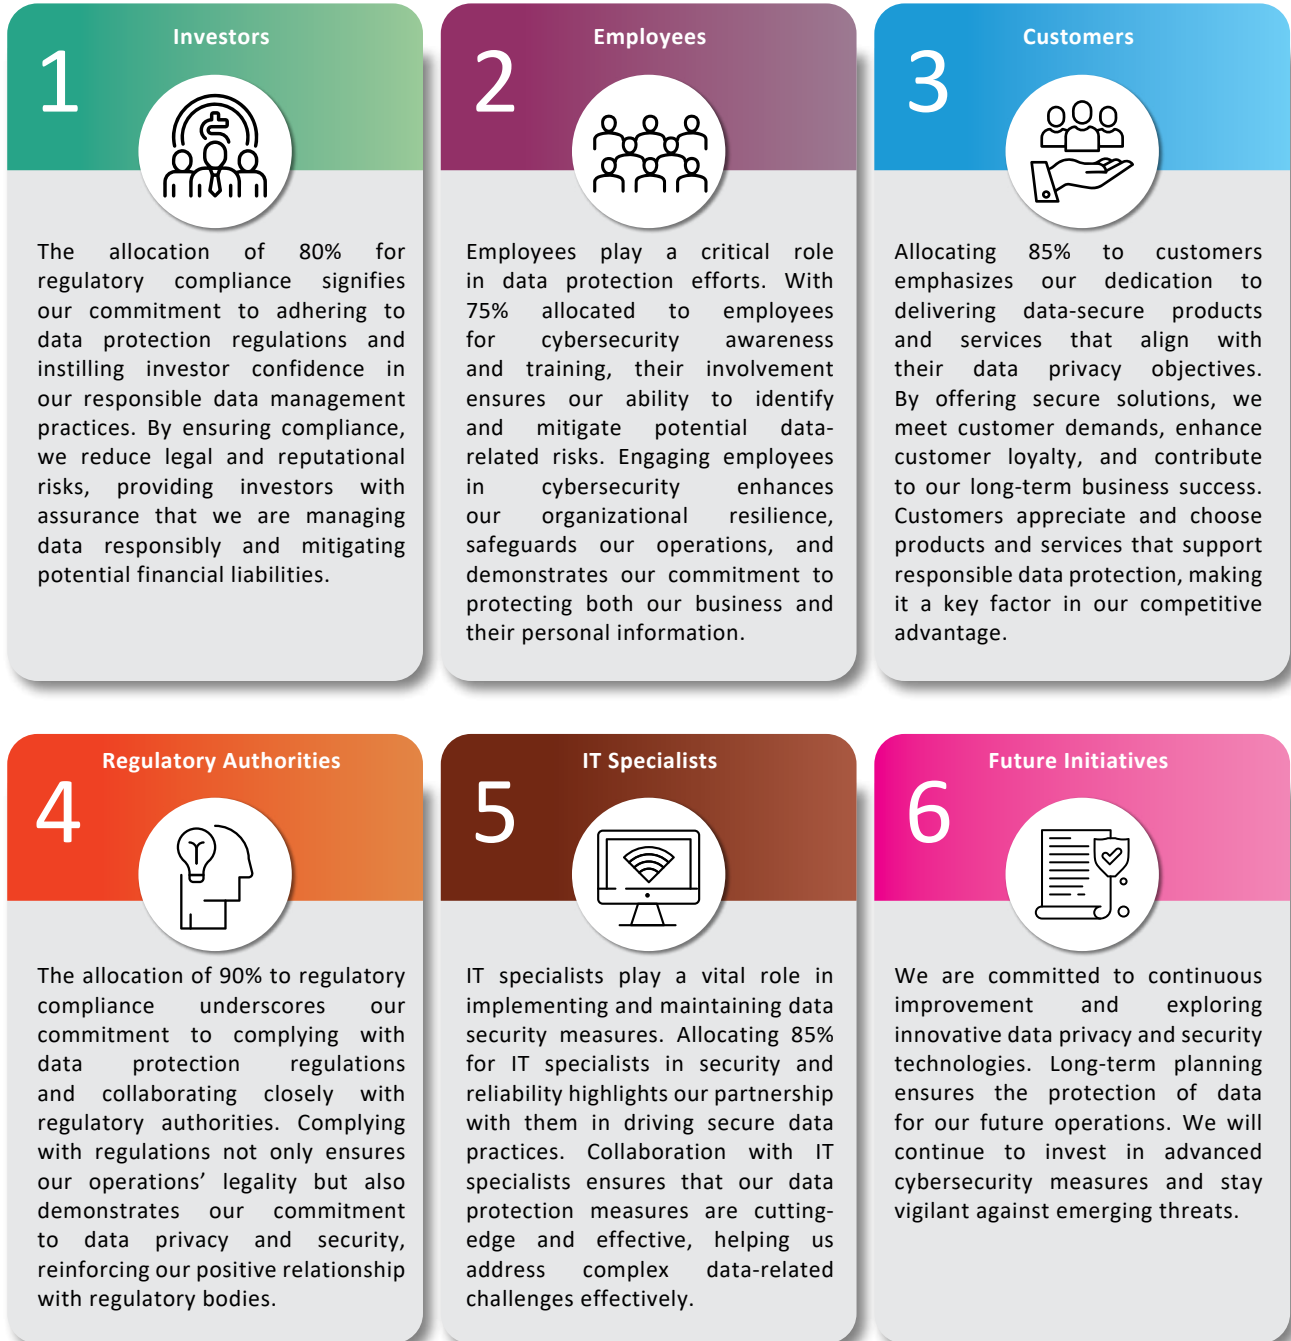 1
Investors
The allocation of 80% for
regulatory compliance signifies
our commitment to adhering to
data protection regulations and
instilling investor confidence in
our responsible data management
practices. By ensuring compliance,
we reduce legal and reputational
risks, providing investors with
assurance that we are managing
data responsibly and mitigating
potential financial liabilities.
2
Employees
Employees play a critical role
in data protection efforts. With
75% allocated to employees
for cybersecurity awareness
and training, their involvement
ensures our ability to identify
and mitigate potential data-
related risks. Engaging employees
in cybersecurity enhances
our organizational resilience,
safeguards our operations, and
demonstrates our commitment to
protecting both our business and
their personal information.
3
Customers
Allocating 85% to customers
emphasizes our dedication to
delivering data-secure products
and services that align with
their data privacy objectives.
By offering secure solutions, we
meet customer demands, enhance
customer loyalty, and contribute
to our long-term business success.
Customers appreciate and choose
products and services that support
responsible data protection, making
it a key factor in our competitive
advantage.
4
Regulatory Authorities
The allocation of 90% to regulatory
compliance underscores our
commitment to complying with
data protection regulations
and collaborating closely with
regulatory authorities. Complying
with regulations not only ensures
our operations’ legality but also
demonstrates our commitment
to data privacy and security,
reinforcing our positive relationship
with regulatory bodies.
5
IT Specialists
IT specialists play a vital role in
implementing and maintaining data
security measures. Allocating 85%
for IT specialists in security and
reliability highlights our partnership
with them in driving secure data
practices. Collaboration with IT
specialists ensures that our data
protection measures are cutting-
edge and effective, helping us
address complex data-related
challenges effectively.
6
Future Initiatives
We are committed to continuous
improvement and exploring
innovative data privacy and security
technologies. Long-term planning
ensures the protection of data
for our future operations. We will
continue to invest in advanced
cybersecurity measures and stay
vigilant against emerging threats.